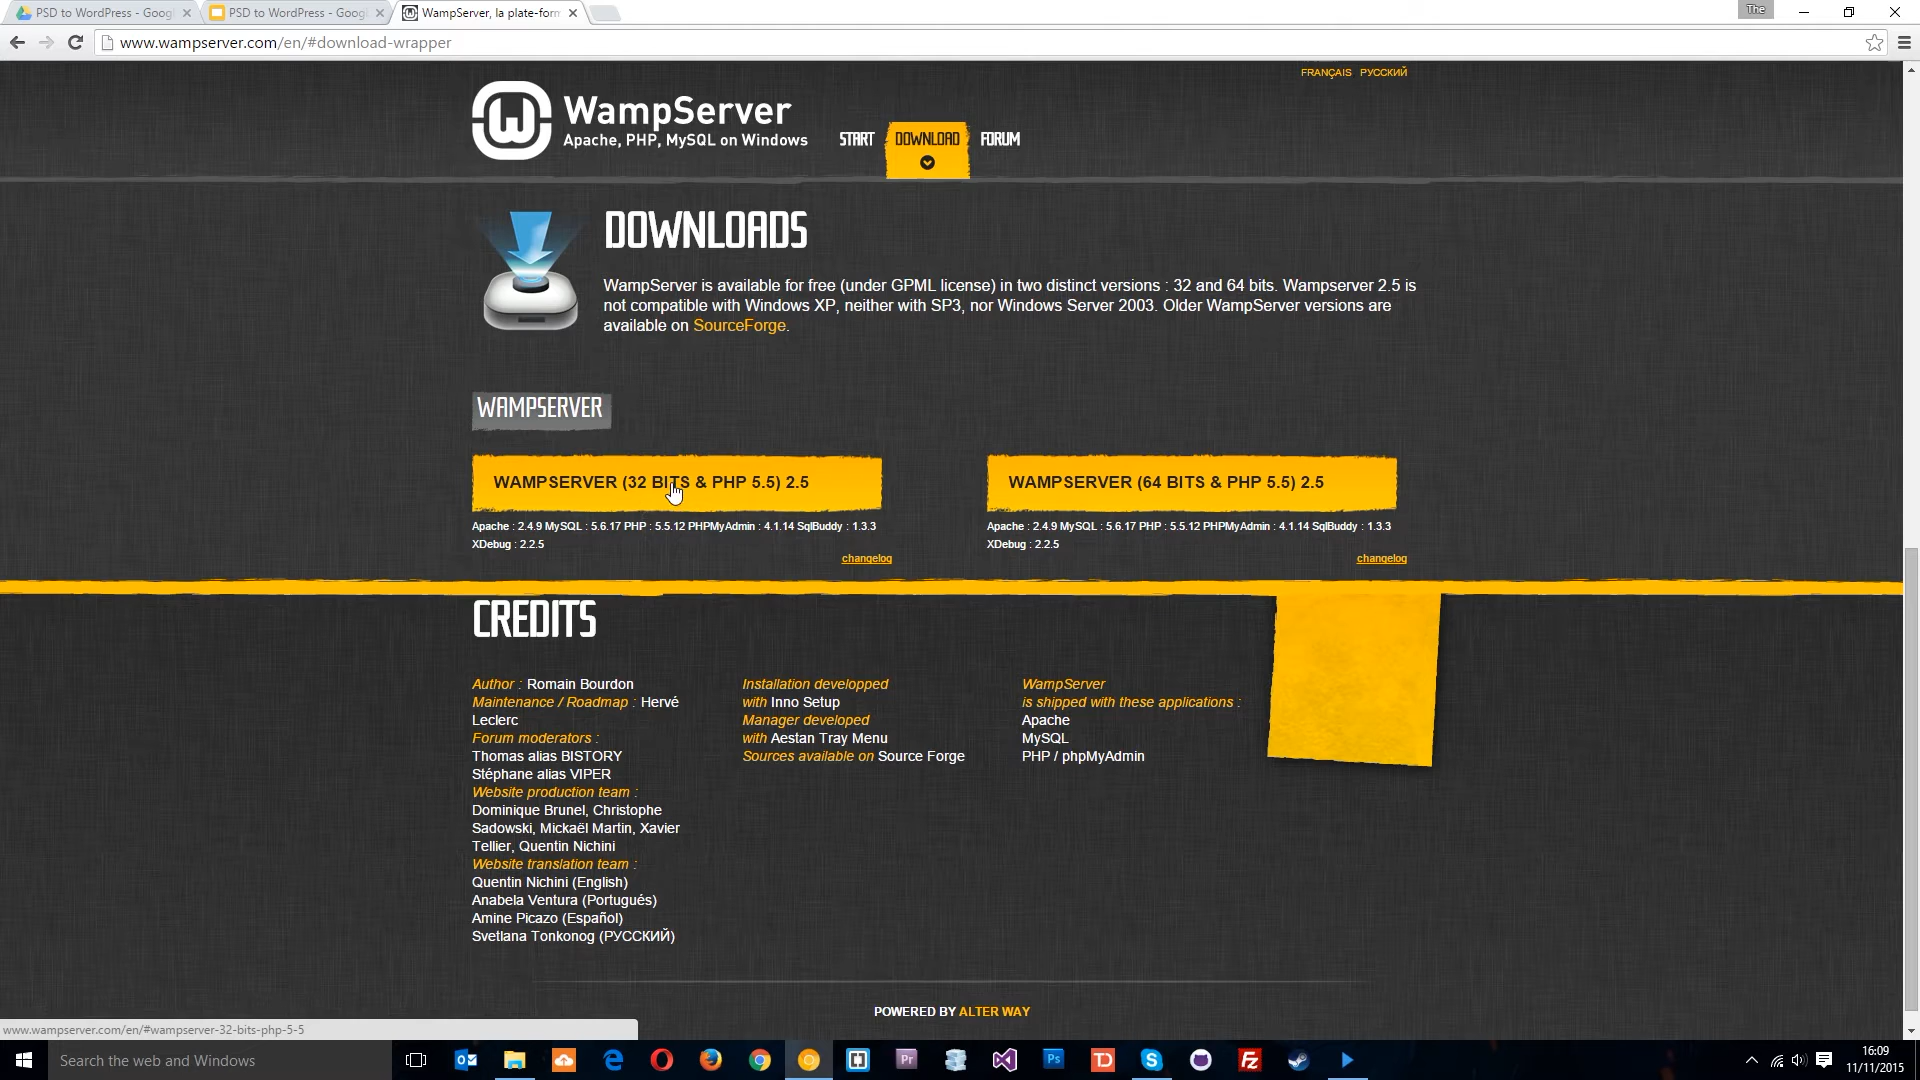 PSD to WordPress - Goog
PSD to WordPress - Goog
WampServer, la plate-form
The
www.wampserver.com/en/#download-wrapper
FRANÇAIS РУССКИЙ
WampServer
Apache, PHP, MySQL on Windows
START
DOWNLOAD
FORUM
DOWNLOADS
WampServer is available for free (under GPML license) in two distinct versions : 32 and 64 bits. Wampserver 2.5 is
not compatible with Windows XP, neither with SP3, nor Windows Server 2003. Older WampServer versions are
available on SourceForge.
WAMPSERVER
WAMPSERVER (32 BITS & PHP 5.5) 2.5
Apache : 2.4.9 MySQL : 5.6.17 PHP : 5.5.12 PHPMyAdmin : 4.1.14 SqlBuddy : 1.3.3
XDebug : 2.2.5
changelog
WAMPSERVER (64 BITS & PHP 5.5) 2.5
Apache : 2.4.9 MySQL : 5.6.17 PHP : 5.5.12 PHPMyAdmin : 4.1.14 SqlBuddy : 1.3.3
XDebug : 2.2.5
changelog
CREDITS
Author : Romain Bourdon
Maintenance / Roadmap : Hervé
Leclerc
Forum moderators :
Thomas alias BISTORY
Stéphane alias VIPER
Website production team :
Dominique Brunel, Christophe
Sadowski, Mickaël Martin, Xavier
Tellier, Quentin Nichini
Website translation team :
Quentin Nichini (English)
Anabela Ventura (Portugués)
Amine Picazo (Español)
Svetlana Tonkonog (РУССКИЙ)
Installation developped
with Inno Setup
Manager developed
with Aestan Tray Menu
Sources available on Source Forge
WampServer
is shipped with these applications :
Apache
MySQL
PHP / phpMyAdmin
POWERED BY ALTER WAY
www.wampserver.com/en/#wampserver-32-bits-php-5-5
Search the web and Windows
Pr
Ps
TD
S
Fz
16:09
11/11/2015